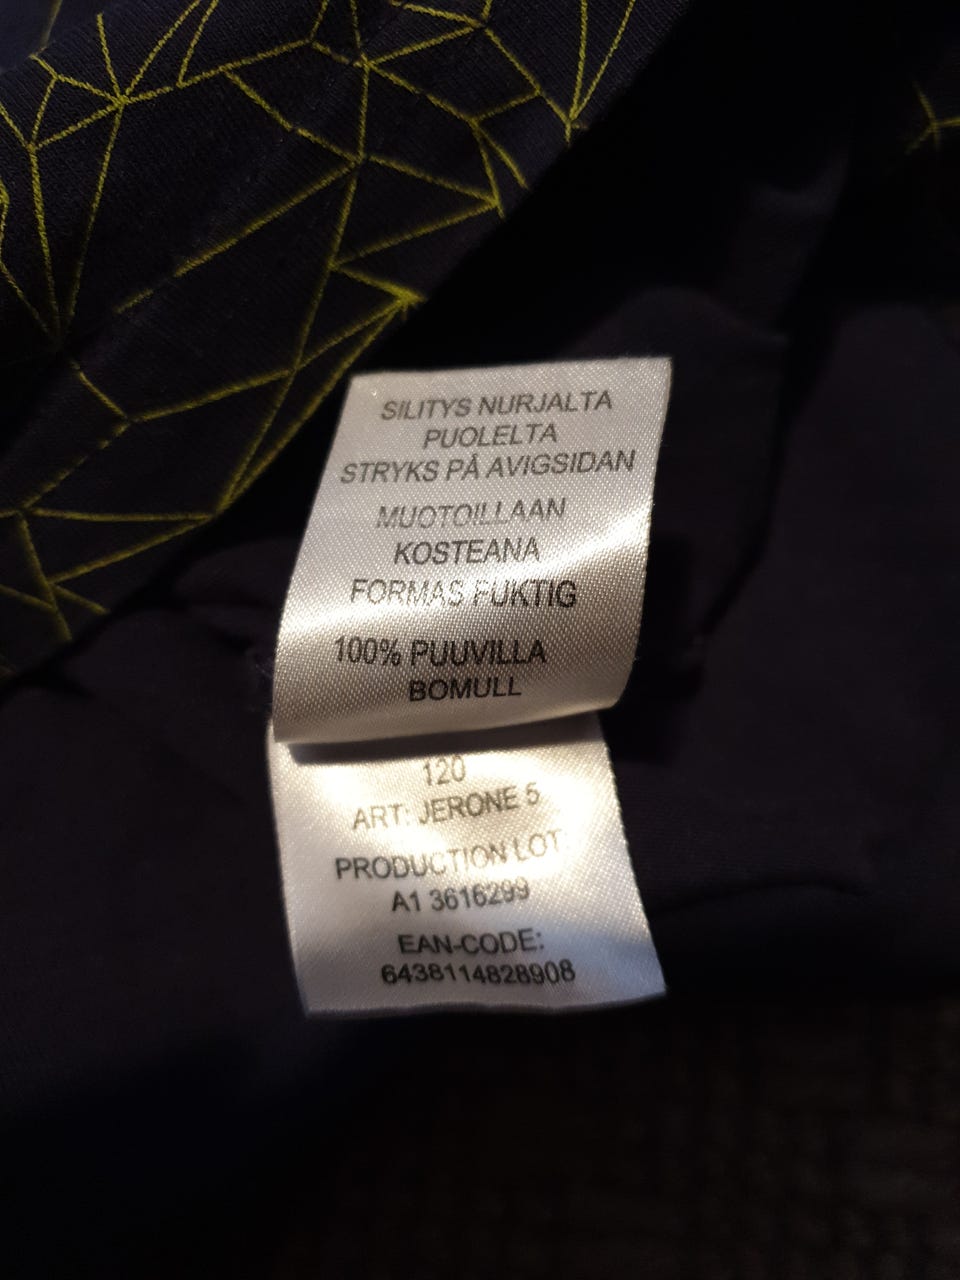 SILITYS NURJALTA
PUOLELTA
STRYKS PÅ AVIGSIDAN
MUOTOILLAAN
KOSTEANA
FORMAS FUKTIG
100% PUUVILLA
BOMULL
120
ART: JERONE 5
PRODUCTION LOT:
A1 3616299
EAN-CODE:
6438114828908